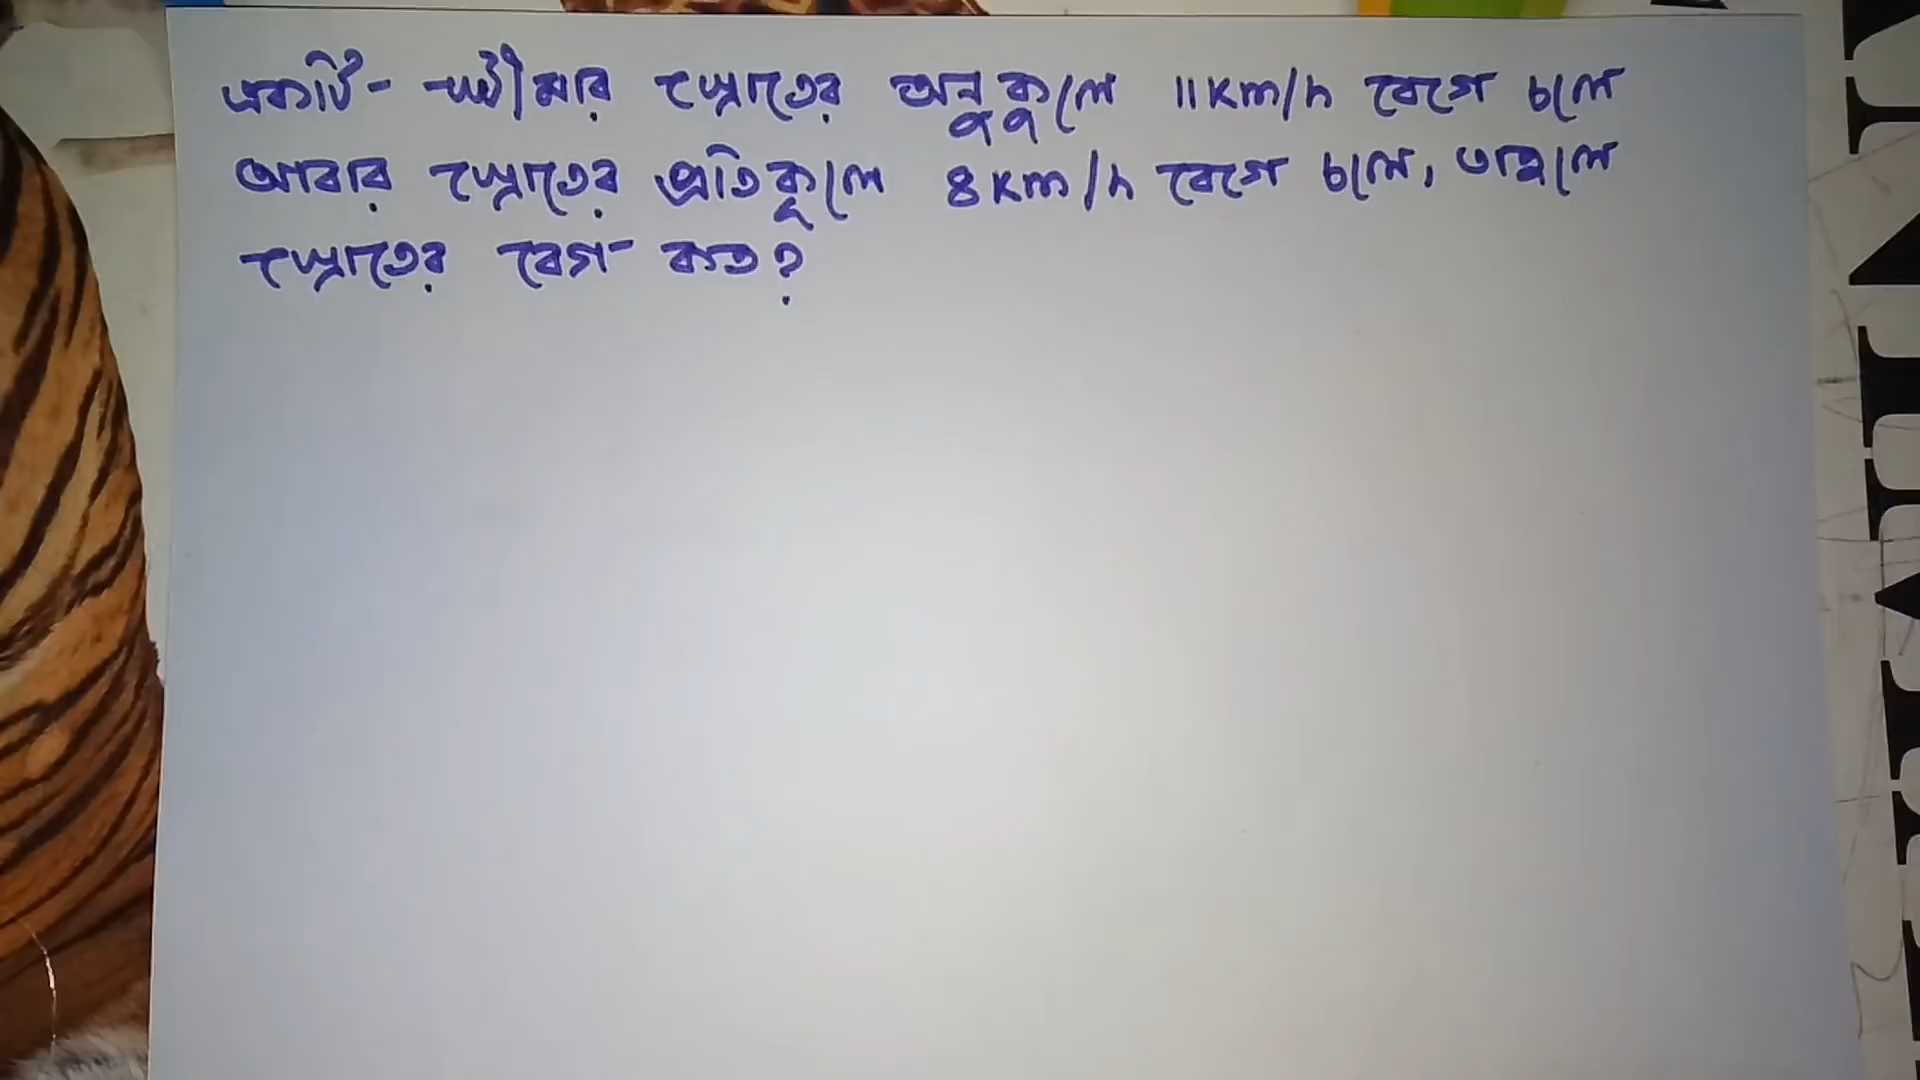 একটি স্টীমার স্রোতের অনুকুলে 11km/h বেগে চলে
আবার স্রোতের প্রতিকূলে 8km/h বেগে চলে, তাহলে
স্রোতের বেগ কত?